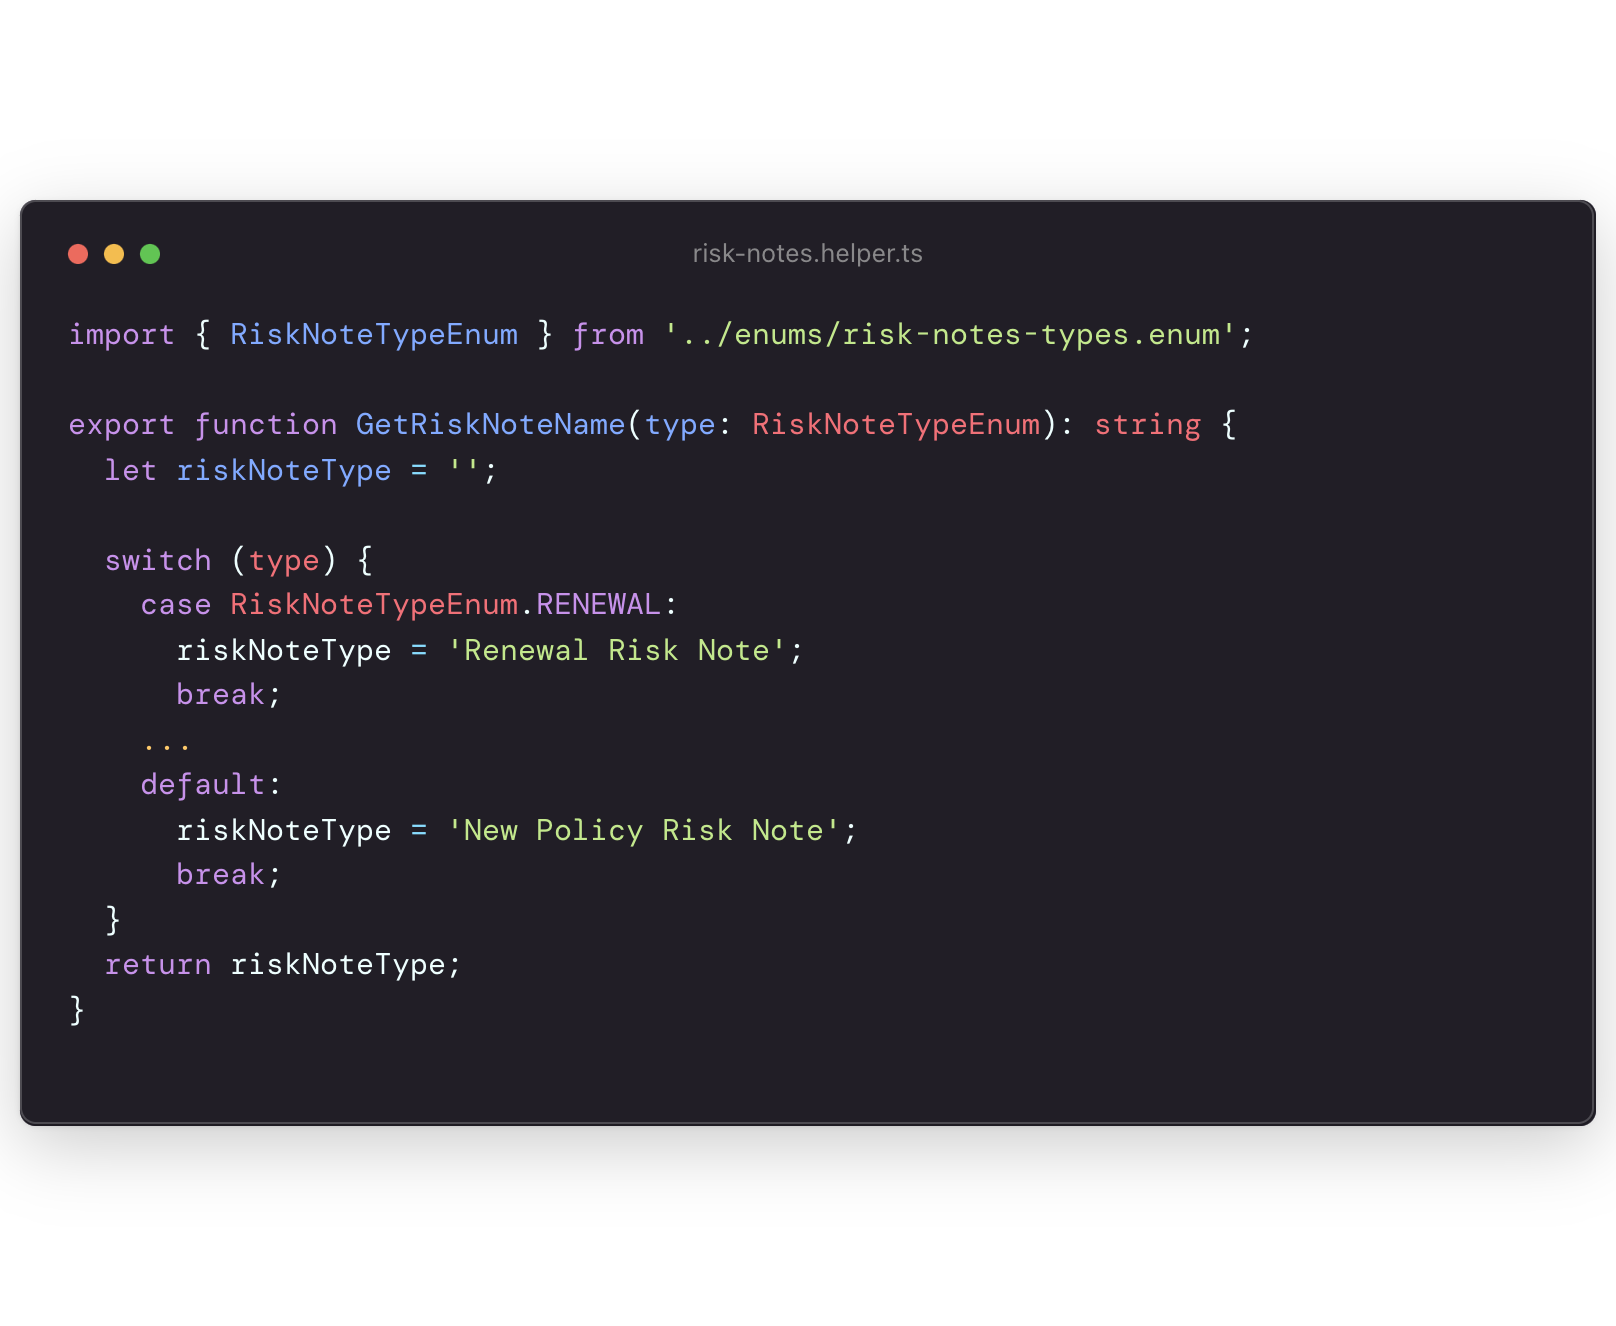 risk-notes.helper.ts
import { RiskNoteTypeEnum } from '../enums/risk-notes-types.enum';
export function GetRiskNoteName(type: RiskNoteTypeEnum): string {
  let riskNoteType = '';
  switch (type) {
    case RiskNoteTypeEnum.RENEWAL:
      riskNoteType = 'Renewal Risk Note';
      break;
    ...
    default:
      riskNoteType = 'New Policy Risk Note';
      break;
  }
  return riskNoteType;
}